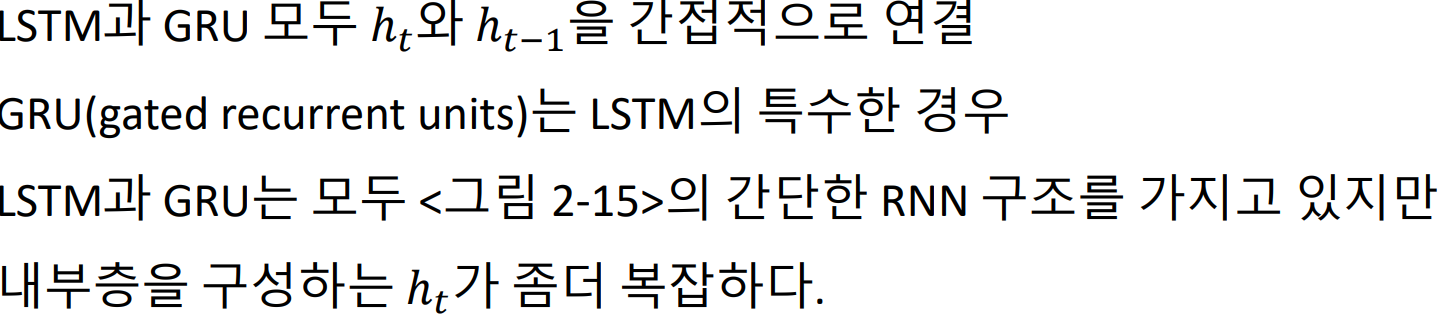 LSTM과 GRU 모두 h_t와 h_{t−1}을 간접적으로 연결
GRU(gated recurrent units)는 LSTM의 특수한 경우
LSTM과 GRU는 모두 <그림 2-15>의 간단한 RNN 구조를 가지고 있지만
내부층을 구성하는 h_t가 좀더 복잡하다.